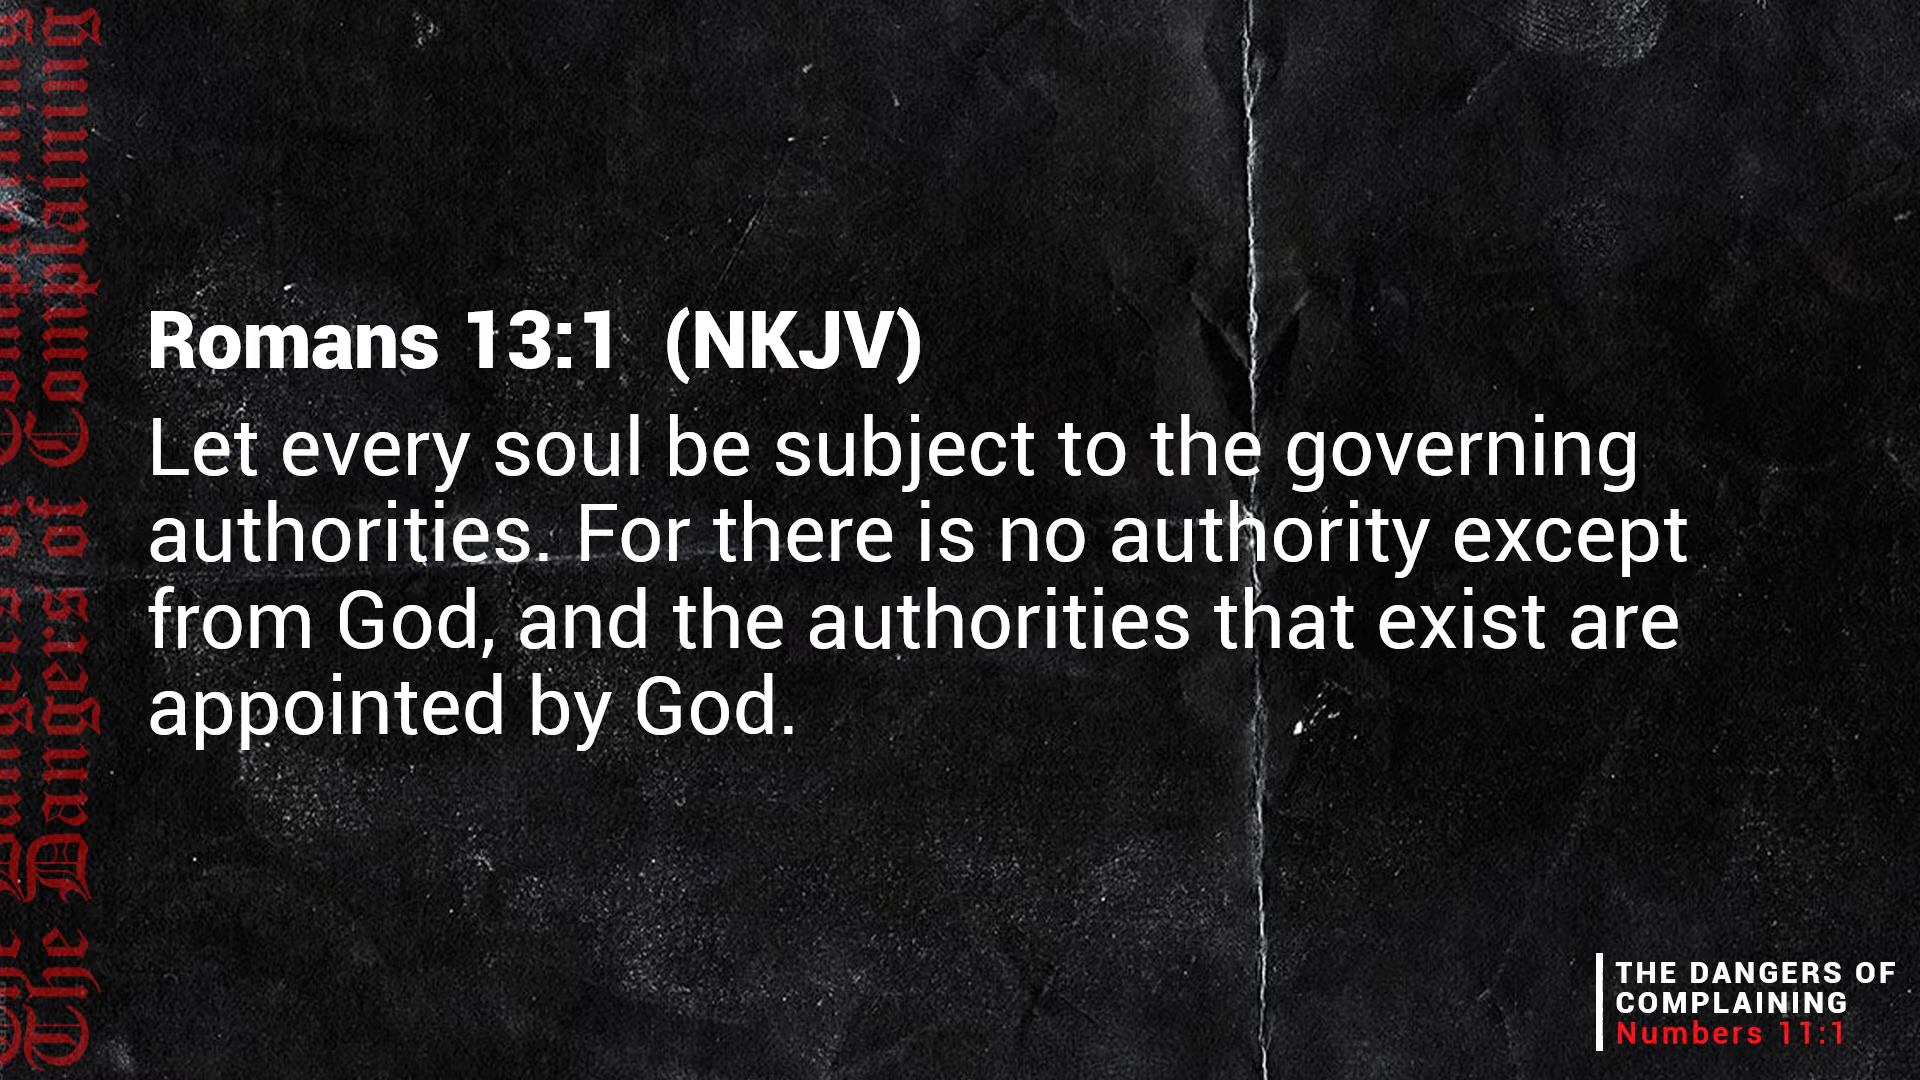 The Dangers of Complaining
Romans 13:1 (NKJV)
Let every soul be subject to the governing
authorities. For there is no authority except
from God, and the authorities that exist are
appointed by God.
THE DANGERS OF
COMPLAINING
Numbers 11:1